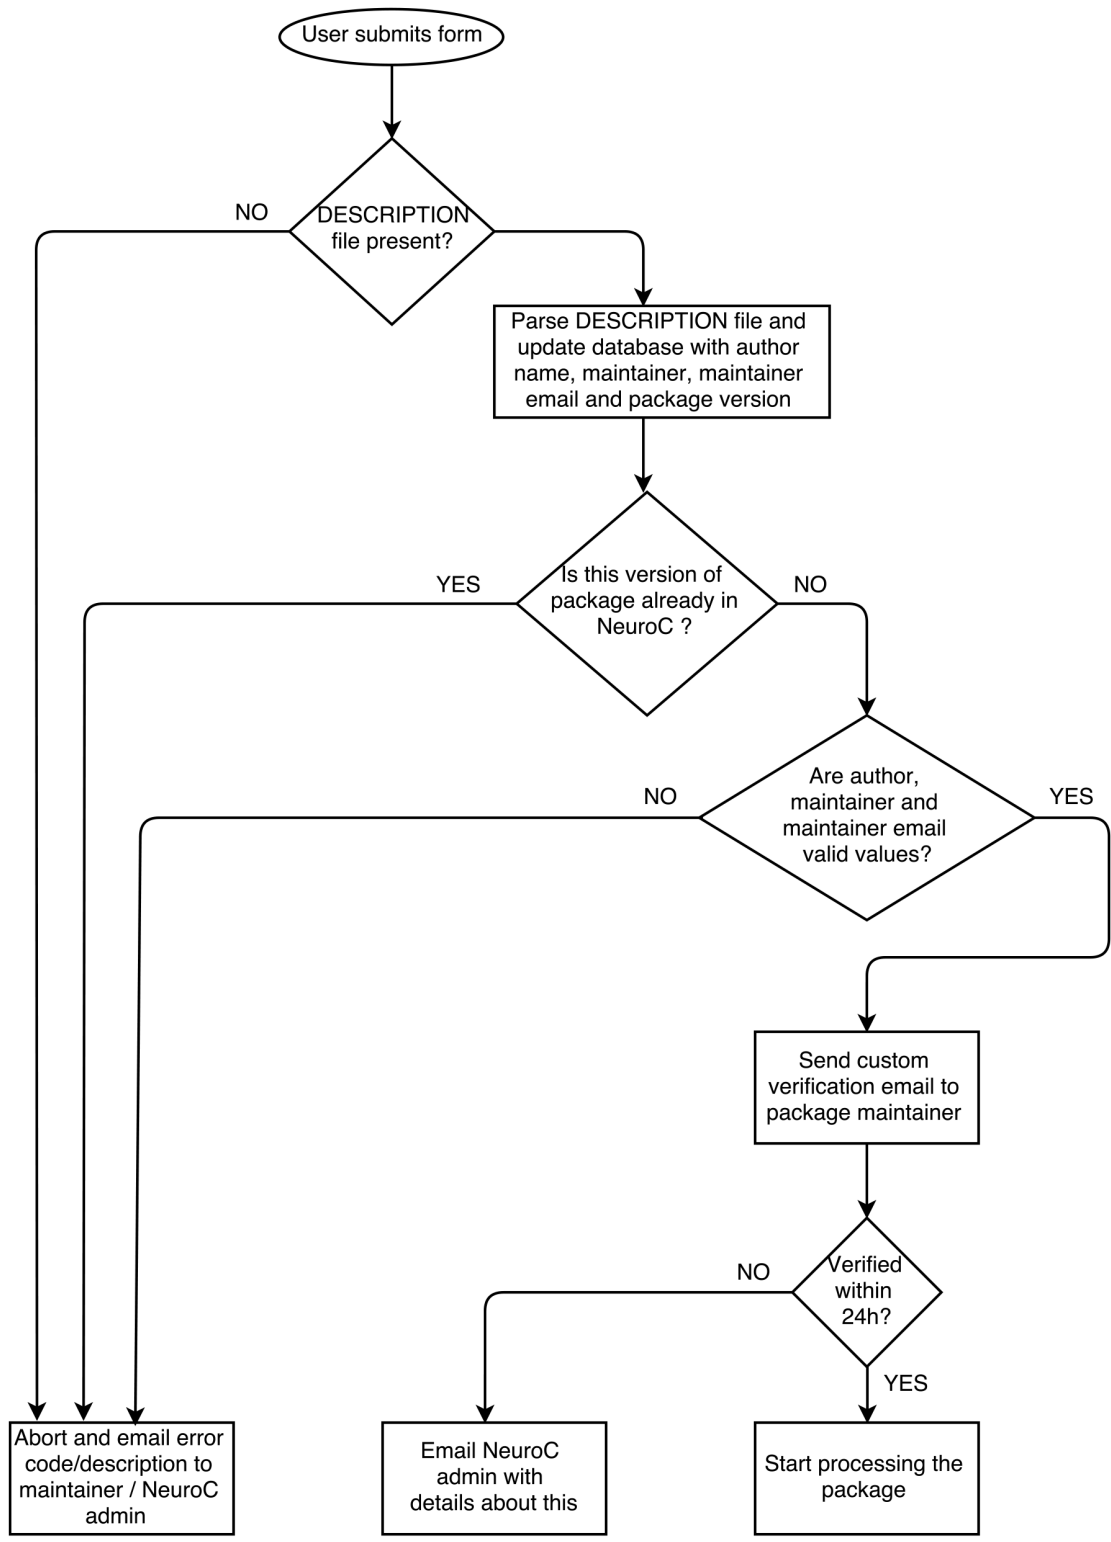 User submits form
NO
DESCRIPTION
file present?
Parse DESCRIPTION file and
update database with author
name, maintainer, maintainer
email and package version
YES
Is this version of
package already in
NeuroC ?
NO
NO
Are author,
maintainer and
maintainer email
valid values?
YES
Send custom
verification email to
package maintainer
NO
Verified
within
24h?
YES
Abort and email error
code/description to
maintainer / NeuroC
admin
Email NeuroC
admin with
details about this
Start processing the
package